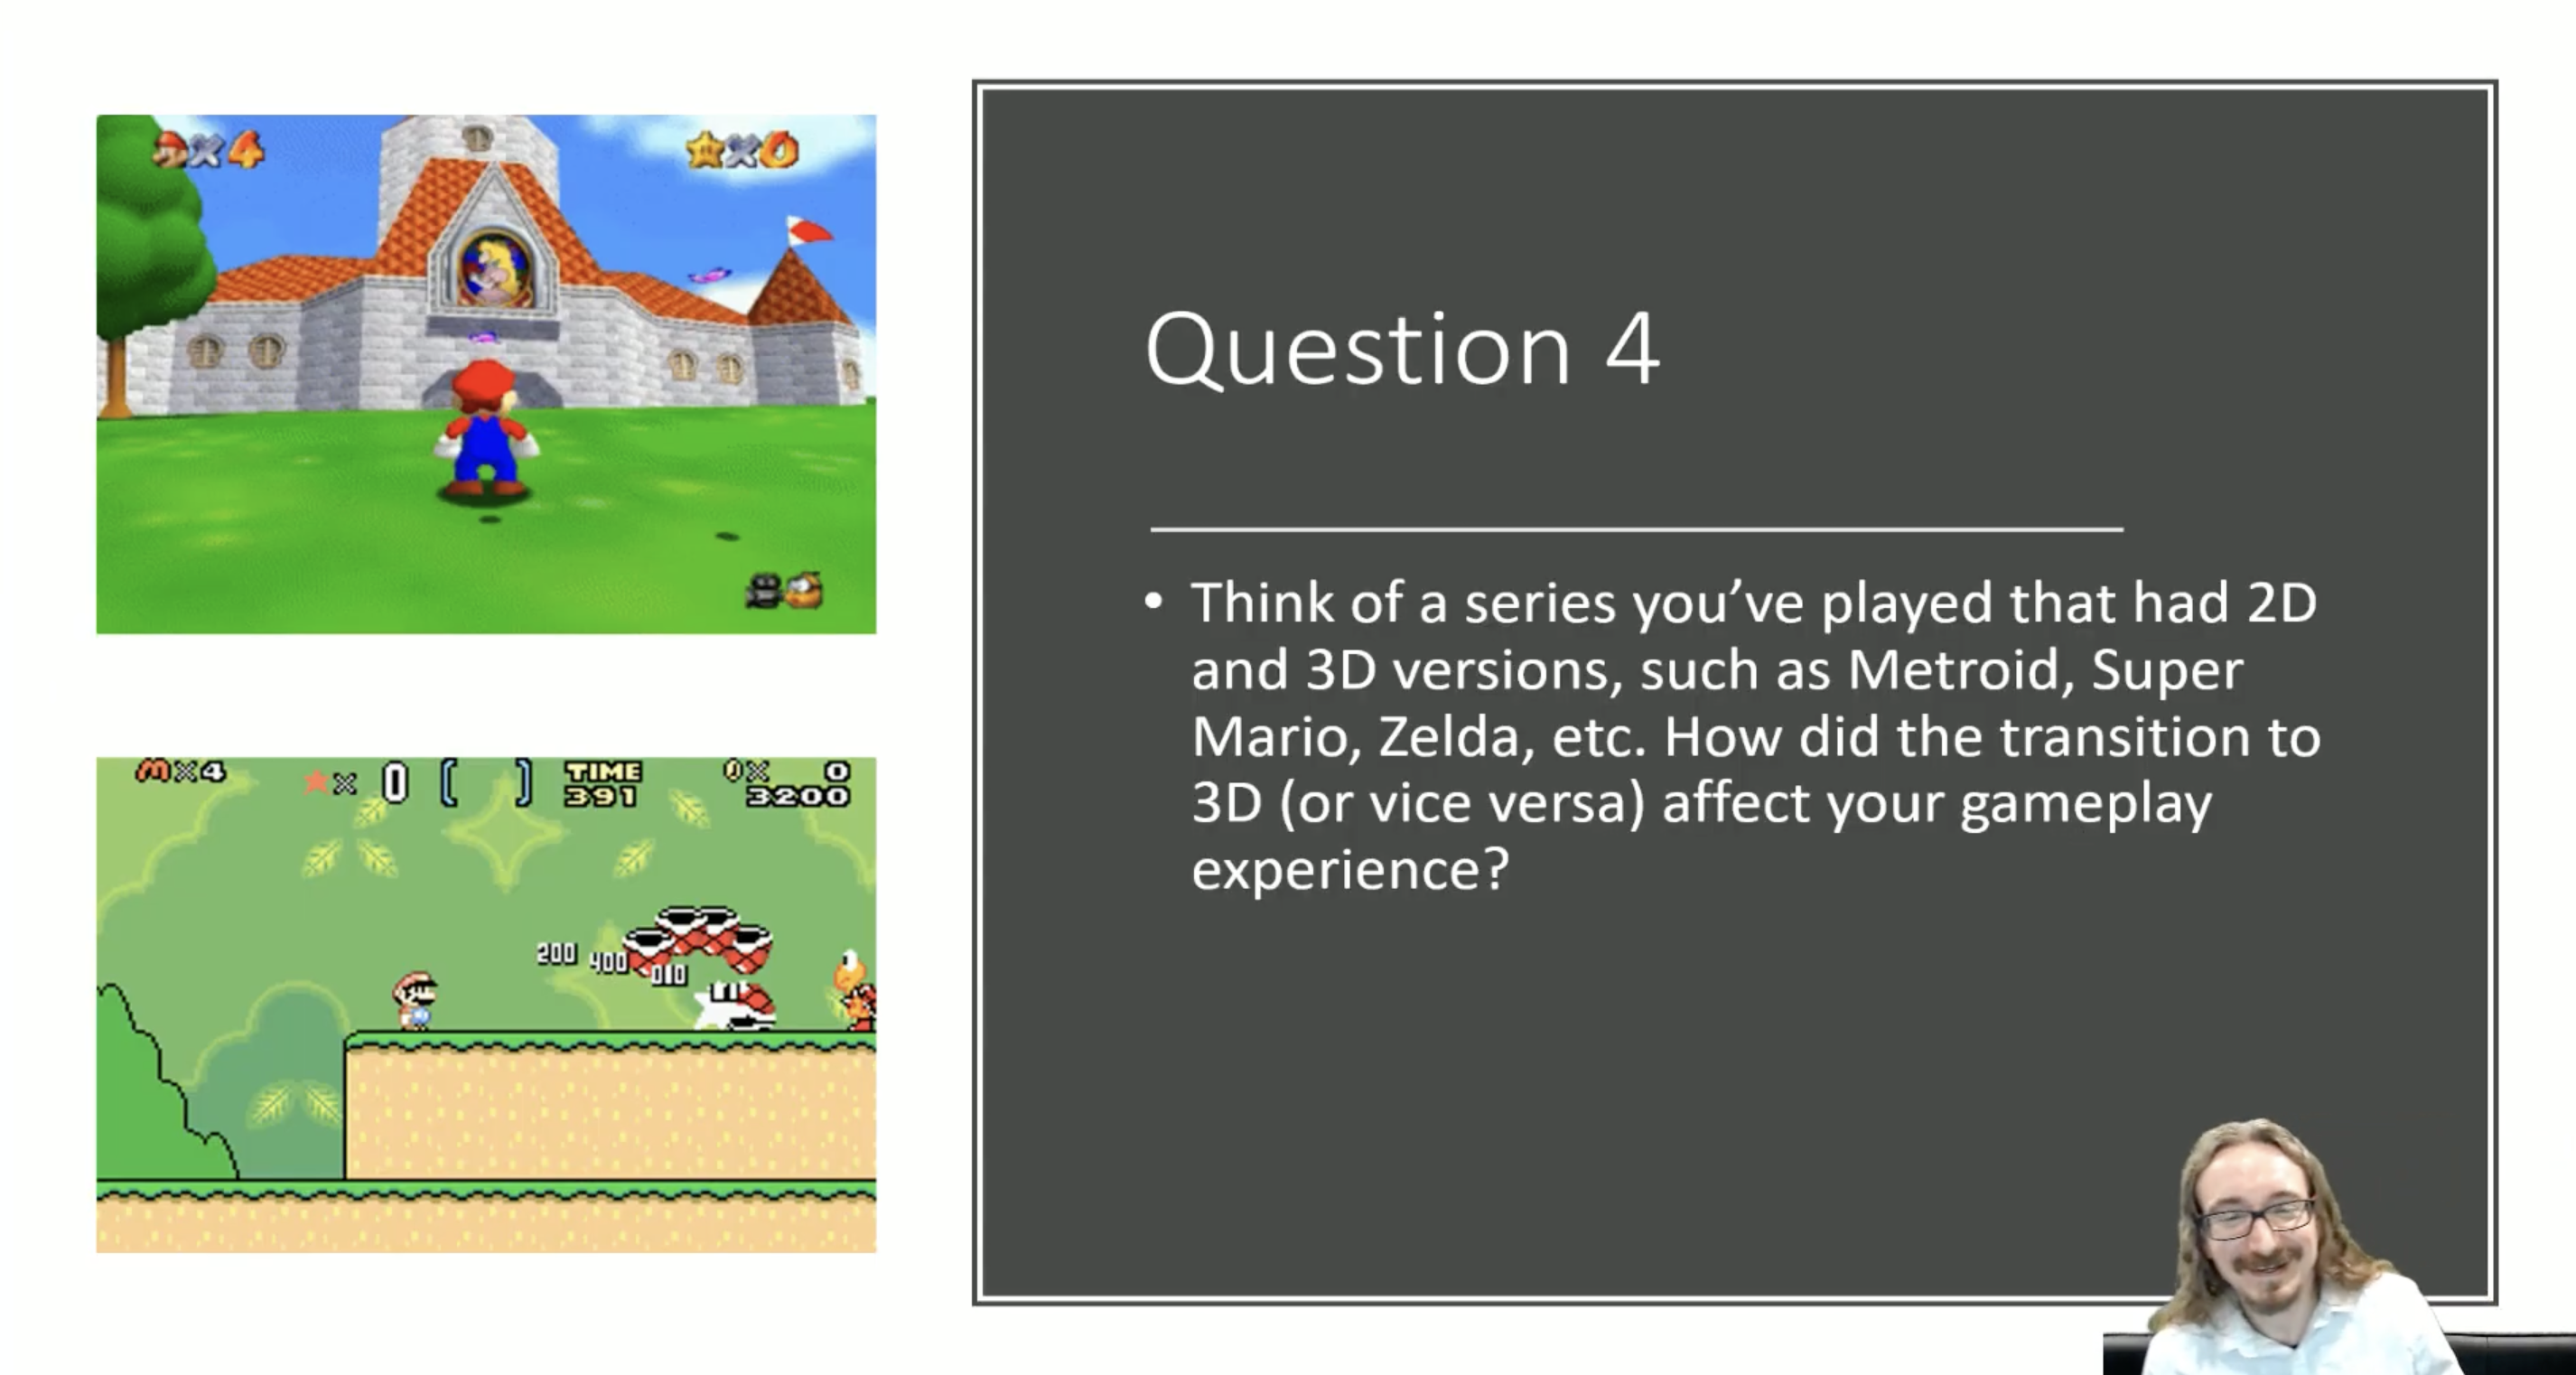 ×4
×0
Question 4
• Think of a series you’ve played that had 2D
and 3D versions, such as Metroid, Super
Mario, Zelda, etc. How did the transition to
3D (or vice versa) affect your gameplay
experience?
M×4
× 0
TIME
391
× 0
3200
200
400